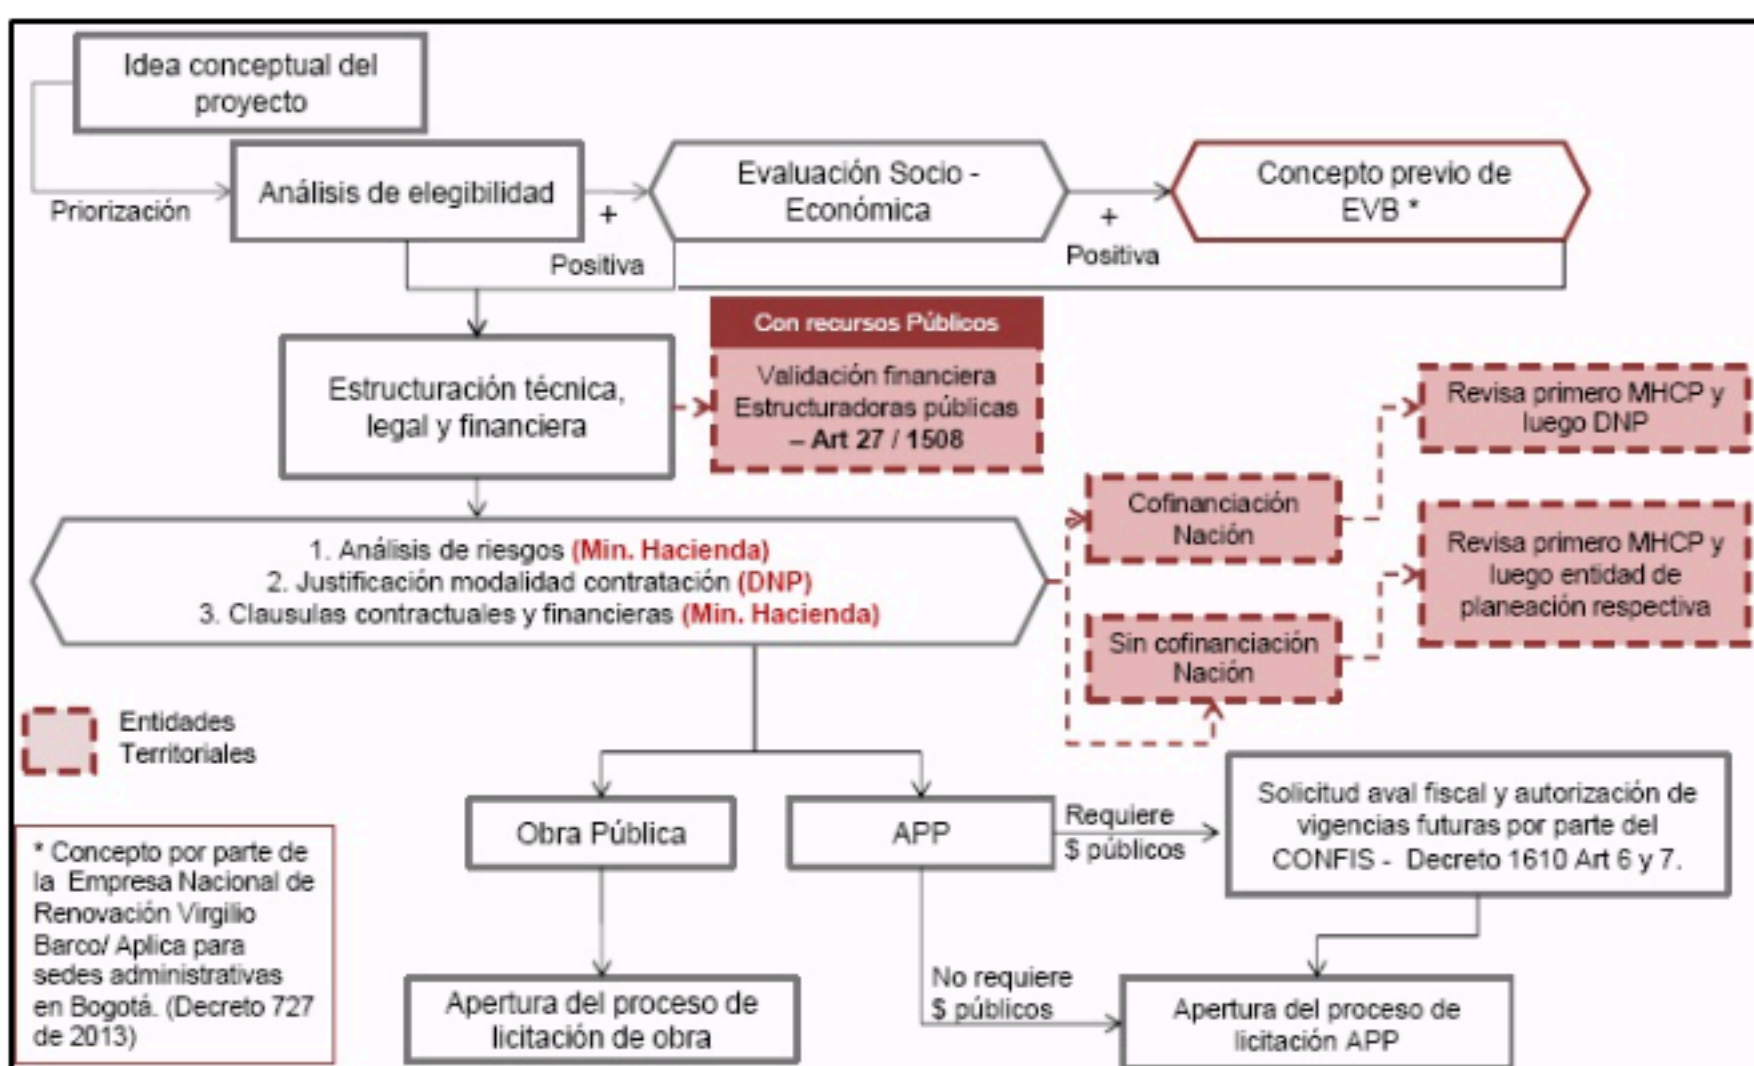 Idea conceptual del
proyecto
Priorización
Análisis de elegibilidad
+
Positiva
Evaluación Socio -
Económica
+
Positiva
Concepto previo de
EVB *
Estructuración técnica,
legal y financiera
Con recursos Públicos
Validación financiera
Estructuradoras públicas
– Art 27 / 1508
1. Análisis de riesgos (Min. Hacienda)
2. Justificación modalidad contratación (DNP)
3. Clausulas contractuales y financieras (Min. Hacienda)
Cofinanciación
Nación
Revisa primero MHCP y
luego DNP
Sin cofinanciación
Nación
Revisa primero MHCP y
luego entidad de
planeación respectiva
Entidades
Territoriales
Obra Pública
APP
Requiere
$ públicos
Solicitud aval fiscal y autorización de
vigencias futuras por parte del
CONFIS - Decreto 1610 Art 6 y 7.
* Concepto por parte de
la Empresa Nacional de
Renovación Virgilio
Barco/ Aplica para
sedes administrativas
en Bogotá. (Decreto 727
de 2013)
Apertura del proceso de
licitación de obra
No requiere
$ públicos
Apertura del proceso de
licitación APP